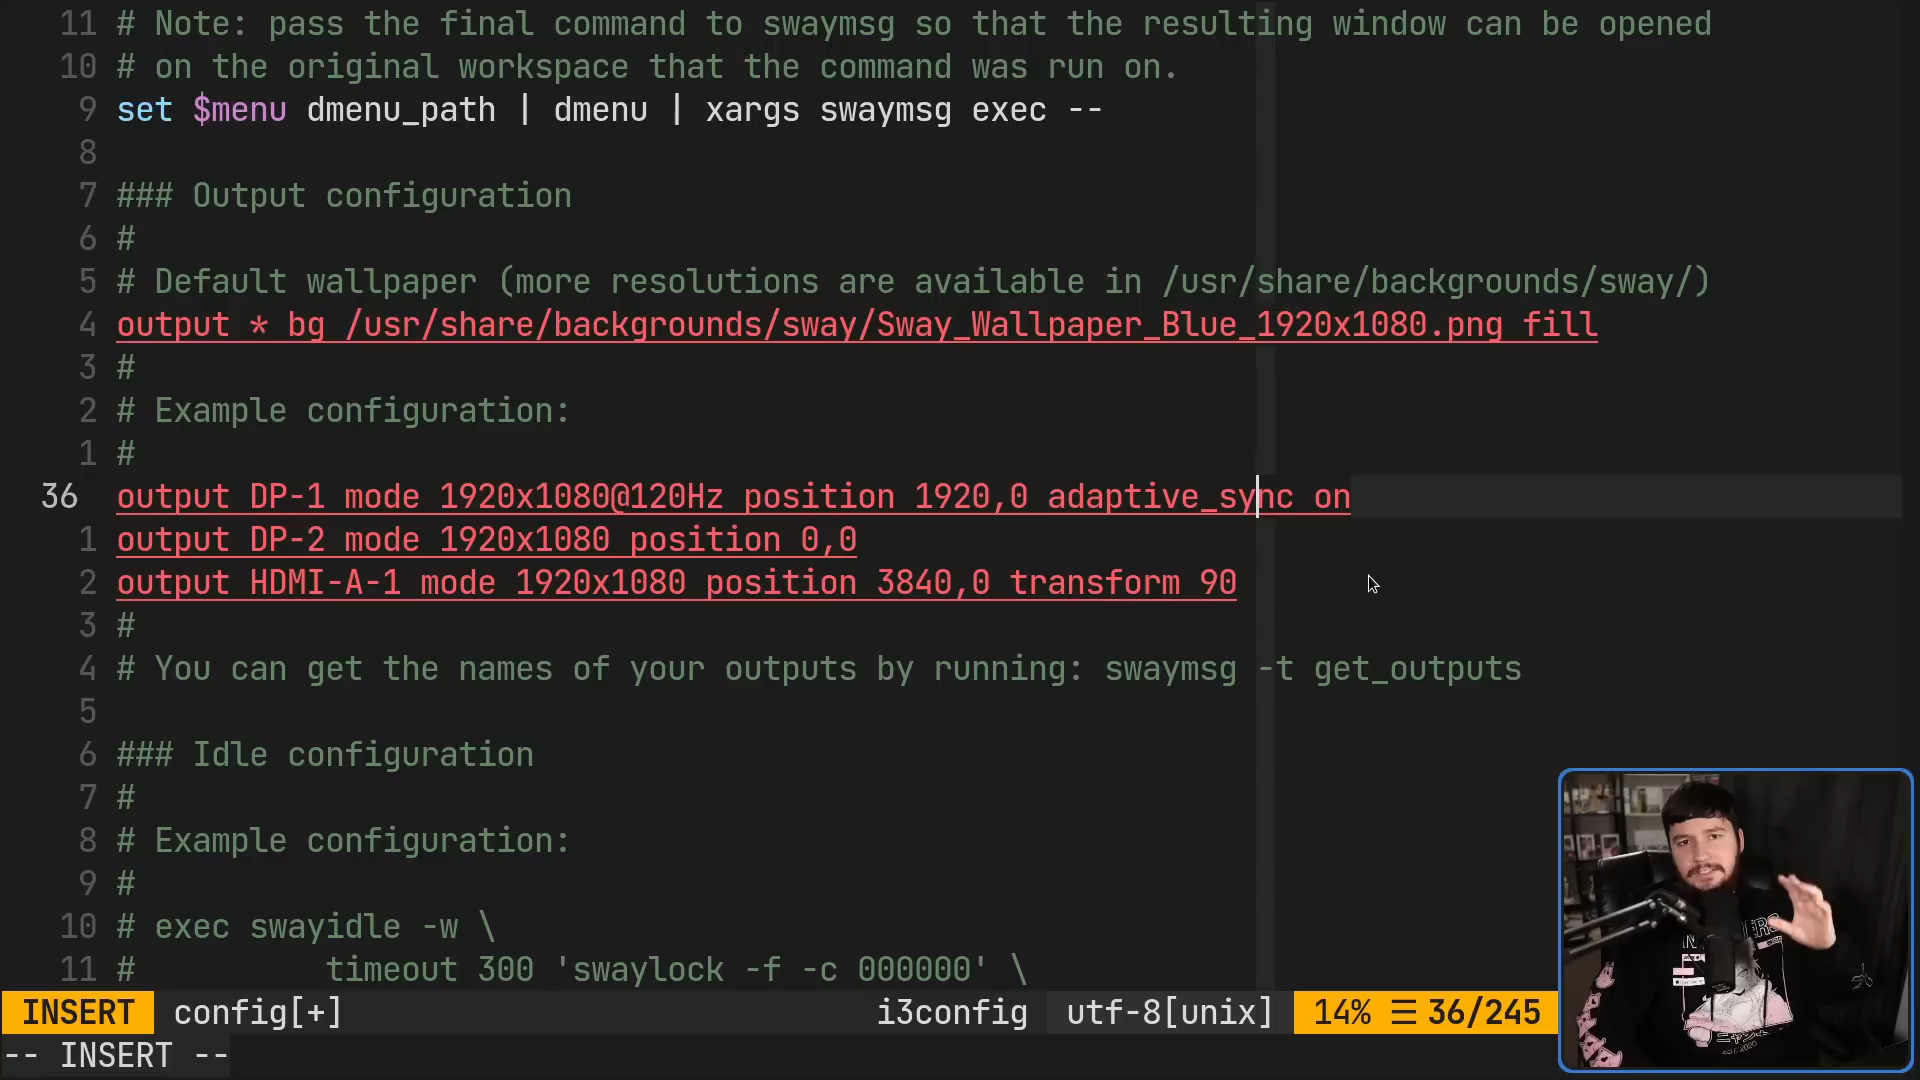 11 # Note: pass the final command to swaymsg so that the resulting window can be opened
10 # on the original workspace that the command was run on.
9 set $menu dmenu_path | dmenu | xargs swaymsg exec --
8
7 ### Output configuration
6 #
5 # Default wallpaper (more resolutions are available in /usr/share/backgrounds/sway/)
4 output * bg /usr/share/backgrounds/sway/Sway_Wallpaper_Blue_1920x1080.png fill
3 #
2 # Example configuration:
1 #
36 output DP-1 mode 1920x1080@120Hz position 1920,0 adaptive_sync on
1 output DP-2 mode 1920x1080 position 0,0
2 output HDMI-A-1 mode 1920x1080 position 3840,0 transform 90
3 #
4 # You can get the names of your outputs by running: swaymsg -t get_outputs
5
6 ### Idle configuration
7 #
8 # Example configuration:
9 #
10 # exec swayidle -w \
11 #          timeout 300 'swaylock -f -c 000000' \
INSERT config[+] i3config utf-8[unix] 14% ☰ 36/245
-- INSERT --